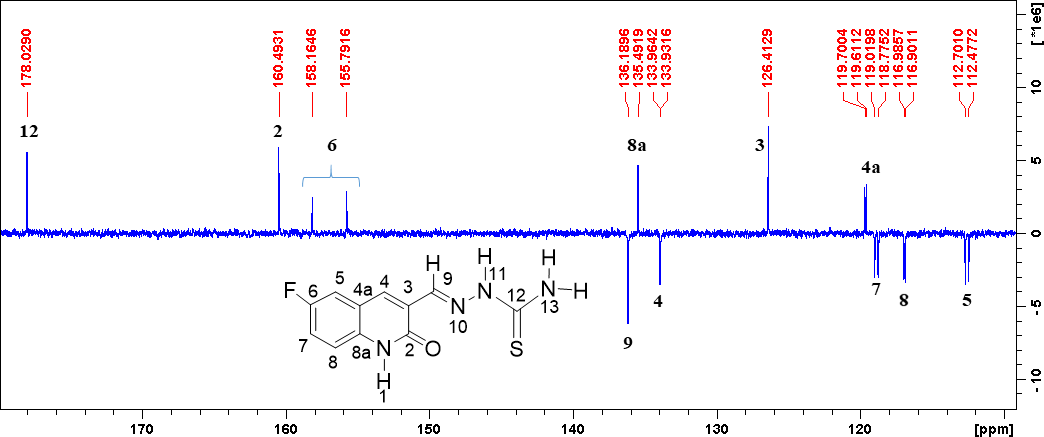 178.0290
160.4931
158.1646
155.7916
136.1896
135.4919
133.9642
133.9316
126.4129
119.7004
119.6112
119.0198
118.7752
116.9857
116.9011
112.7010
112.4772
[ *1e6]
10
5
0
-5
-10
12
2
6
8a
3
4a
9
4
7
8
5
H
H
9
11
H
N
13
H
F
6
5
4a
4
3
N
10
N
12
S
7
8
8a
N
2
O
H
1
170
160
150
140
130
120
[ppm]